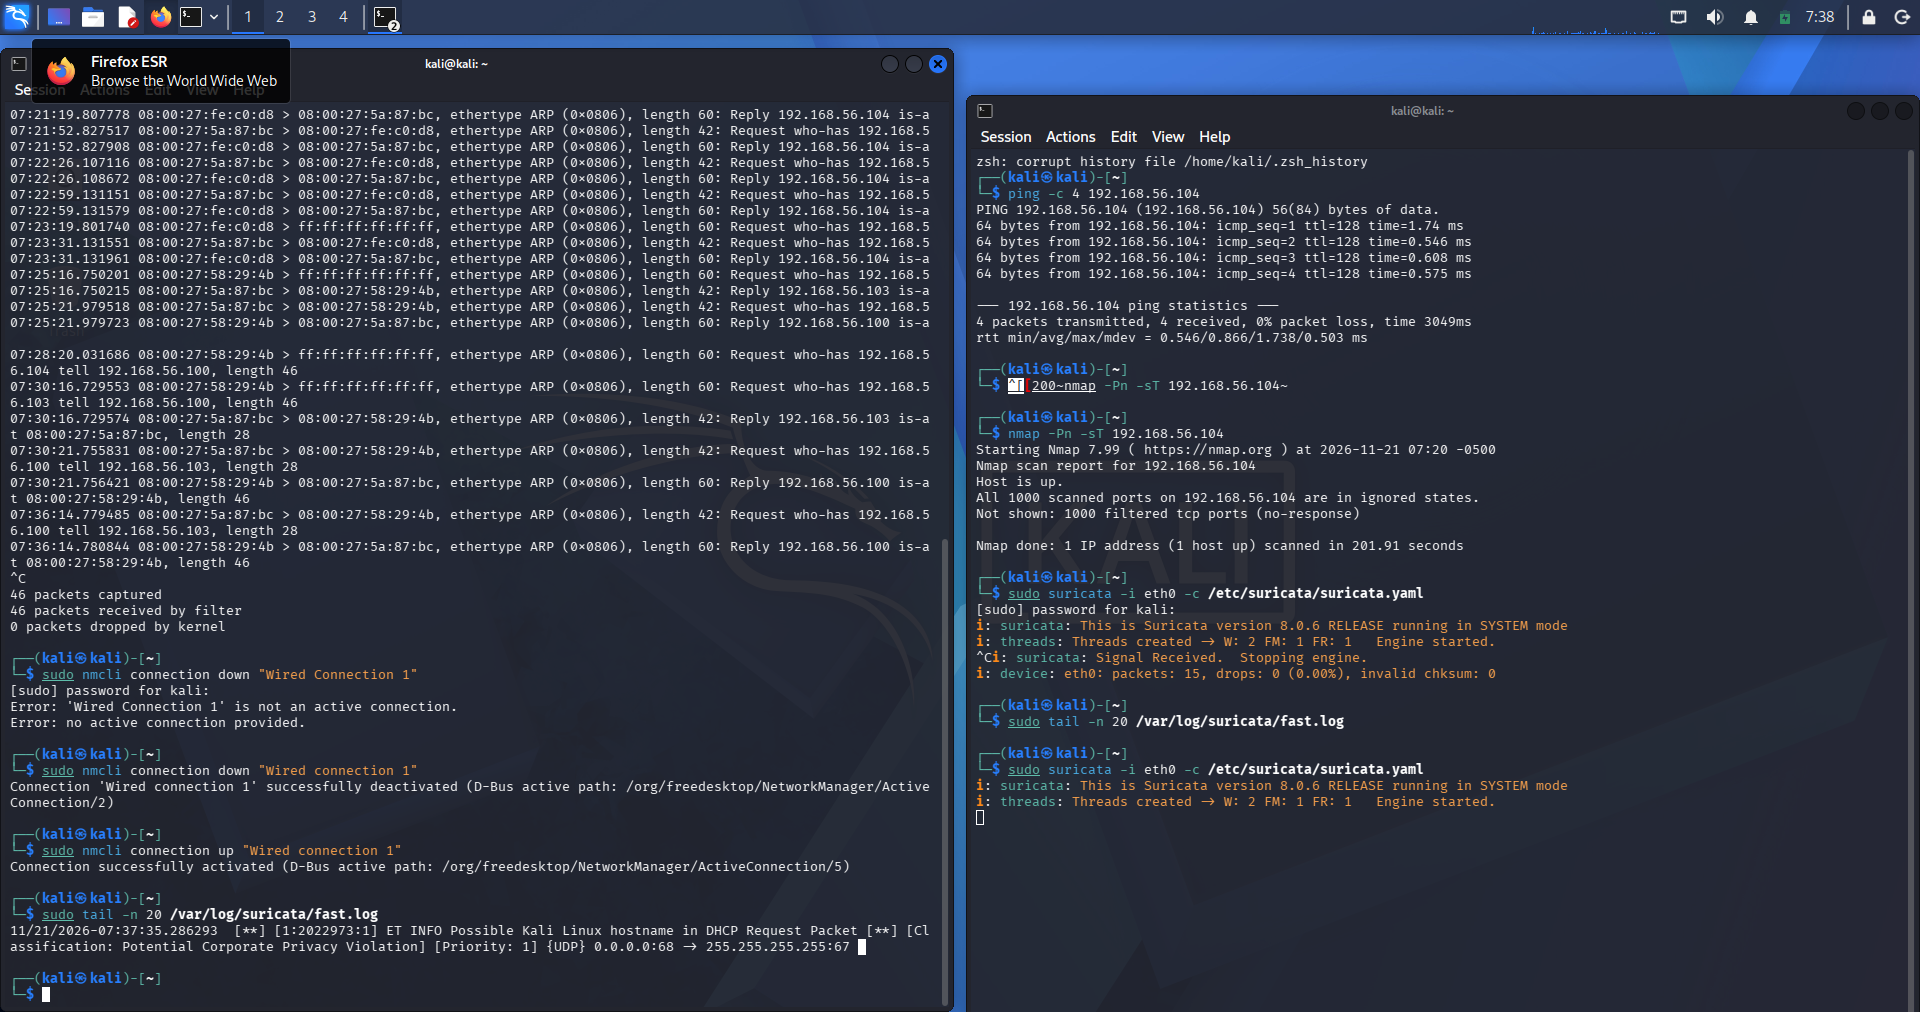 1 2 3 4 2 7:38
Firefox ESR
Browse the World Wide Web
kali@kali: ~
Session Actions Edit View Help
07:21:19.807778 08:00:27:fe:c0:d8 > 08:00:27:5a:87:bc, ethertype ARP (0×0806), length 60: Reply 192.168.56.104 is-a
07:21:52.827517 08:00:27:5a:87:bc > 08:00:27:fe:c0:d8, ethertype ARP (0×0806), length 42: Request who-has 192.168.5
07:21:52.827908 08:00:27:fe:c0:d8 > 08:00:27:5a:87:bc, ethertype ARP (0×0806), length 60: Reply 192.168.56.104 is-a
07:22:26.107116 08:00:27:5a:87:bc > 08:00:27:fe:c0:d8, ethertype ARP (0×0806), length 42: Request who-has 192.168.5
07:22:26.108672 08:00:27:fe:c0:d8 > 08:00:27:5a:87:bc, ethertype ARP (0×0806), length 60: Reply 192.168.56.104 is-a
07:22:59.131151 08:00:27:5a:87:bc > 08:00:27:fe:c0:d8, ethertype ARP (0×0806), length 42: Request who-has 192.168.5
07:22:59.131579 08:00:27:fe:c0:d8 > 08:00:27:5a:87:bc, ethertype ARP (0×0806), length 60: Reply 192.168.56.104 is-a
07:23:19.801740 08:00:27:fe:c0:d8 > ff:ff:ff:ff:ff:ff, ethertype ARP (0×0806), length 60: Request who-has 192.168.5
07:23:31.131551 08:00:27:5a:87:bc > 08:00:27:fe:c0:d8, ethertype ARP (0×0806), length 42: Request who-has 192.168.5
07:23:31.131961 08:00:27:fe:c0:d8 > 08:00:27:5a:87:bc, ethertype ARP (0×0806), length 60: Reply 192.168.56.104 is-a
07:25:16.750201 08:00:27:58:29:4b > ff:ff:ff:ff:ff:ff, ethertype ARP (0×0806), length 60: Request who-has 192.168.5
07:25:16.750215 08:00:27:5a:87:bc > 08:00:27:58:29:4b, ethertype ARP (0×0806), length 42: Reply 192.168.56.103 is-a
07:25:21.979518 08:00:27:5a:87:bc > 08:00:27:58:29:4b, ethertype ARP (0×0806), length 42: Request who-has 192.168.5
07:25:21.979723 08:00:27:58:29:4b > 08:00:27:5a:87:bc, ethertype ARP (0×0806), length 60: Reply 192.168.56.100 is-a
07:28:20.031686 08:00:27:58:29:4b > ff:ff:ff:ff:ff:ff, ethertype ARP (0×0806), length 60: Request who-has 192.168.5
6.104 tell 192.168.56.100, length 46
07:30:16.729553 08:00:27:58:29:4b > ff:ff:ff:ff:ff:ff, ethertype ARP (0×0806), length 60: Request who-has 192.168.5
6.103 tell 192.168.56.100, length 46
07:30:16.729574 08:00:27:5a:87:bc > 08:00:27:58:29:4b, ethertype ARP (0×0806), length 42: Reply 192.168.56.103 is-a
t 08:00:27:5a:87:bc, length 28
07:30:21.755831 08:00:27:5a:87:bc > 08:00:27:58:29:4b, ethertype ARP (0×0806), length 42: Request who-has 192.168.5
6.100 tell 192.168.56.103, length 28
07:30:21.756421 08:00:27:58:29:4b > 08:00:27:5a:87:bc, ethertype ARP (0×0806), length 60: Reply 192.168.56.100 is-a
t 08:00:27:58:29:4b, length 46
07:36:14.779485 08:00:27:5a:87:bc > 08:00:27:58:29:4b, ethertype ARP (0×0806), length 42: Request who-has 192.168.5
6.100 tell 192.168.56.103, length 28
07:36:14.780844 08:00:27:58:29:4b > 08:00:27:5a:87:bc, ethertype ARP (0×0806), length 60: Reply 192.168.56.100 is-a
t 08:00:27:58:29:4b, length 46
^C
46 packets captured
46 packets received by filter
0 packets dropped by kernel
┌──(kali㉿kali)-[~]
└─$ sudo nmcli connection down "Wired Connection 1"
[sudo] password for kali:
Error: 'Wired Connection 1' is not an active connection.
Error: no active connection provided.
┌──(kali㉿kali)-[~]
└─$ sudo nmcli connection down "Wired connection 1"
Connection 'Wired connection 1' successfully deactivated (D-Bus active path: /org/freedesktop/NetworkManager/Active
Connection/2)
┌──(kali㉿kali)-[~]
└─$ sudo nmcli connection up "Wired connection 1"
Connection successfully activated (D-Bus active path: /org/freedesktop/NetworkManager/ActiveConnection/5)
┌──(kali㉿kali)-[~]
└─$ sudo tail -n 20 /var/log/suricata/fast.log
11/21/2026-07:37:35.286293  [**] [1:2022973:1] ET INFO Possible Kali Linux hostname in DHCP Request Packet [**] [Cl
assification: Potential Corporate Privacy Violation] [Priority: 1] {UDP} 0.0.0.0:68 → 255.255.255.255:67
┌──(kali㉿kali)-[~]
└─$
kali@kali: ~
Session Actions Edit View Help
zsh: corrupt history file /home/kali/.zsh_history
┌──(kali㉿kali)-[~]
└─$ ping -c 4 192.168.56.104
PING 192.168.56.104 (192.168.56.104) 56(84) bytes of data.
64 bytes from 192.168.56.104: icmp_seq=1 ttl=128 time=1.74 ms
64 bytes from 192.168.56.104: icmp_seq=2 ttl=128 time=0.546 ms
64 bytes from 192.168.56.104: icmp_seq=3 ttl=128 time=0.608 ms
64 bytes from 192.168.56.104: icmp_seq=4 ttl=128 time=0.575 ms
── 192.168.56.104 ping statistics ──
4 packets transmitted, 4 received, 0% packet loss, time 3049ms
rtt min/avg/max/mdev = 0.546/0.866/1.738/0.503 ms
┌──(kali㉿kali)-[~]
└─$ ^[[200~nmap -Pn -sT 192.168.56.104~
┌──(kali㉿kali)-[~]
└─$ nmap -Pn -sT 192.168.56.104
Starting Nmap 7.99 ( https://nmap.org ) at 2026-11-21 07:20 -0500
Nmap scan report for 192.168.56.104
Host is up.
All 1000 scanned ports on 192.168.56.104 are in ignored states.
Not shown: 1000 filtered tcp ports (no-response)
Nmap done: 1 IP address (1 host up) scanned in 201.91 seconds
┌──(kali㉿kali)-[~]
└─$ sudo suricata -i eth0 -c /etc/suricata/suricata.yaml
[sudo] password for kali:
i: suricata: This is Suricata version 8.0.6 RELEASE running in SYSTEM mode
i: threads: Threads created → W: 2 FM: 1 FR: 1   Engine started.
^Ci: suricata: Signal Received.  Stopping engine.
i: device: eth0: packets: 15, drops: 0 (0.00%), invalid chksum: 0
┌──(kali㉿kali)-[~]
└─$ sudo tail -n 20 /var/log/suricata/fast.log
┌──(kali㉿kali)-[~]
└─$ sudo suricata -i eth0 -c /etc/suricata/suricata.yaml
i: suricata: This is Suricata version 8.0.6 RELEASE running in SYSTEM mode
i: threads: Threads created → W: 2 FM: 1 FR: 1   Engine started.
KALI